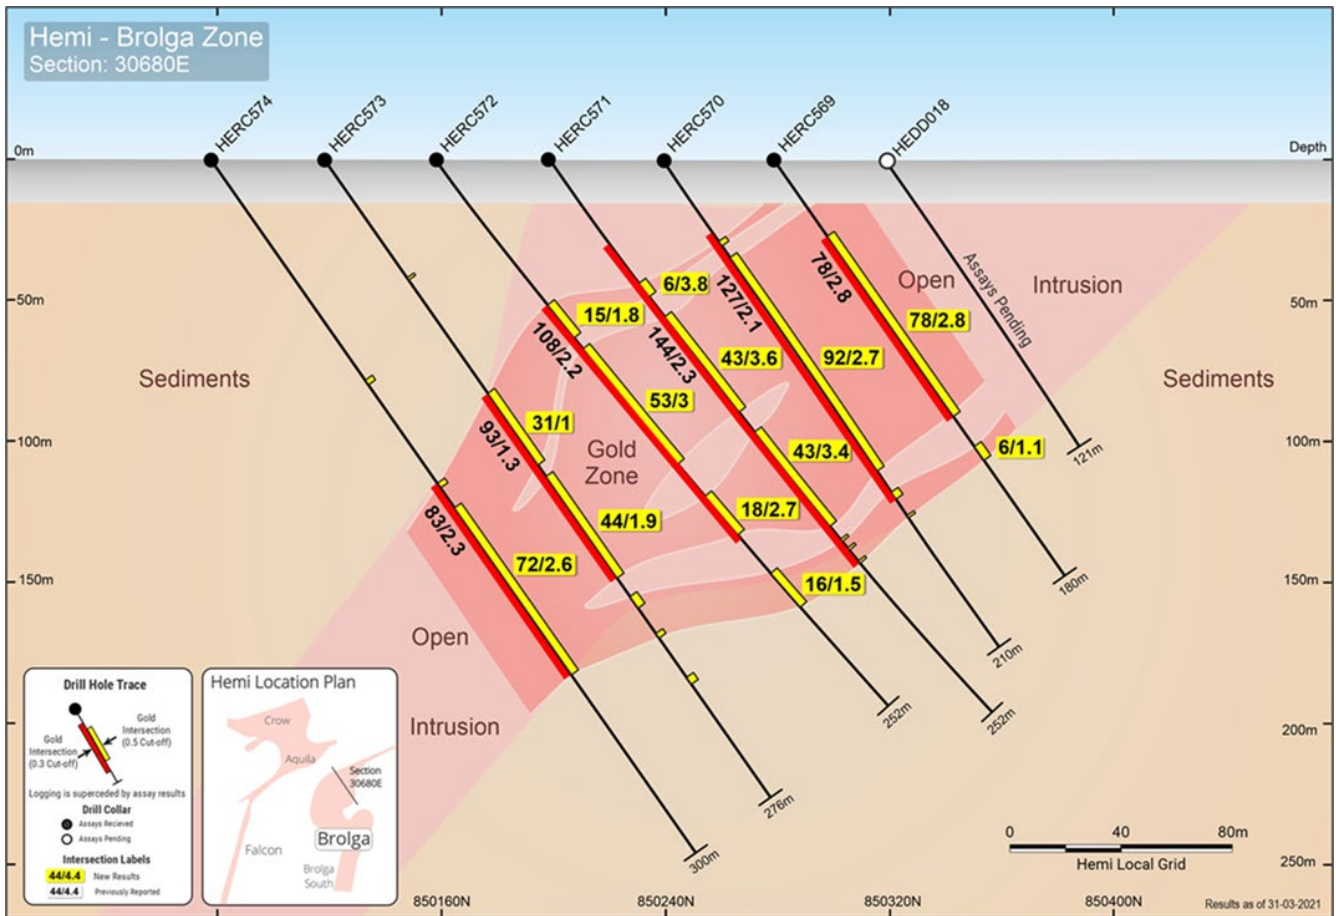 Hemi - Brolga Zone
Section: 30680E
HERC574
HERC573
HERC572
HERC571
HERC570
HERC569
HEDD018
0m
Depth
50m
50m
100m
100m
150m
150m
200m
250m
Sediments
Sediments
Intrusion
Intrusion
Open
Open
Gold
Zone
Assays Pending
83/2.3
72/2.6
93/1.3
31/1
44/1.9
108/2.2
15/1.8
53/3
18/2.7
16/1.5
144/2.3
6/3.8
43/3.6
43/3.4
127/2.1
92/2.7
78/2.8
78/2.8
6/1.1
300m
276m
252m
252m
210m
180m
121m
Drill Hole Trace
Gold
Intersection
(0.5 Cut-off)
Gold
Intersection
(0.3 Cut-off)
Logging is superceded by assay results
Drill Collar
Assays Recieved
Assays Pending
Intersection Labels
44/4.4 New Results
44/4.4 Previously Reported
Hemi Location Plan
Crow
Aquila
Section
30680E
Falcon
Brolga
Brolga
South
0 40 80m
Hemi Local Grid
850160N
850240N
850320N
850400N
Results as of 31-03-2021